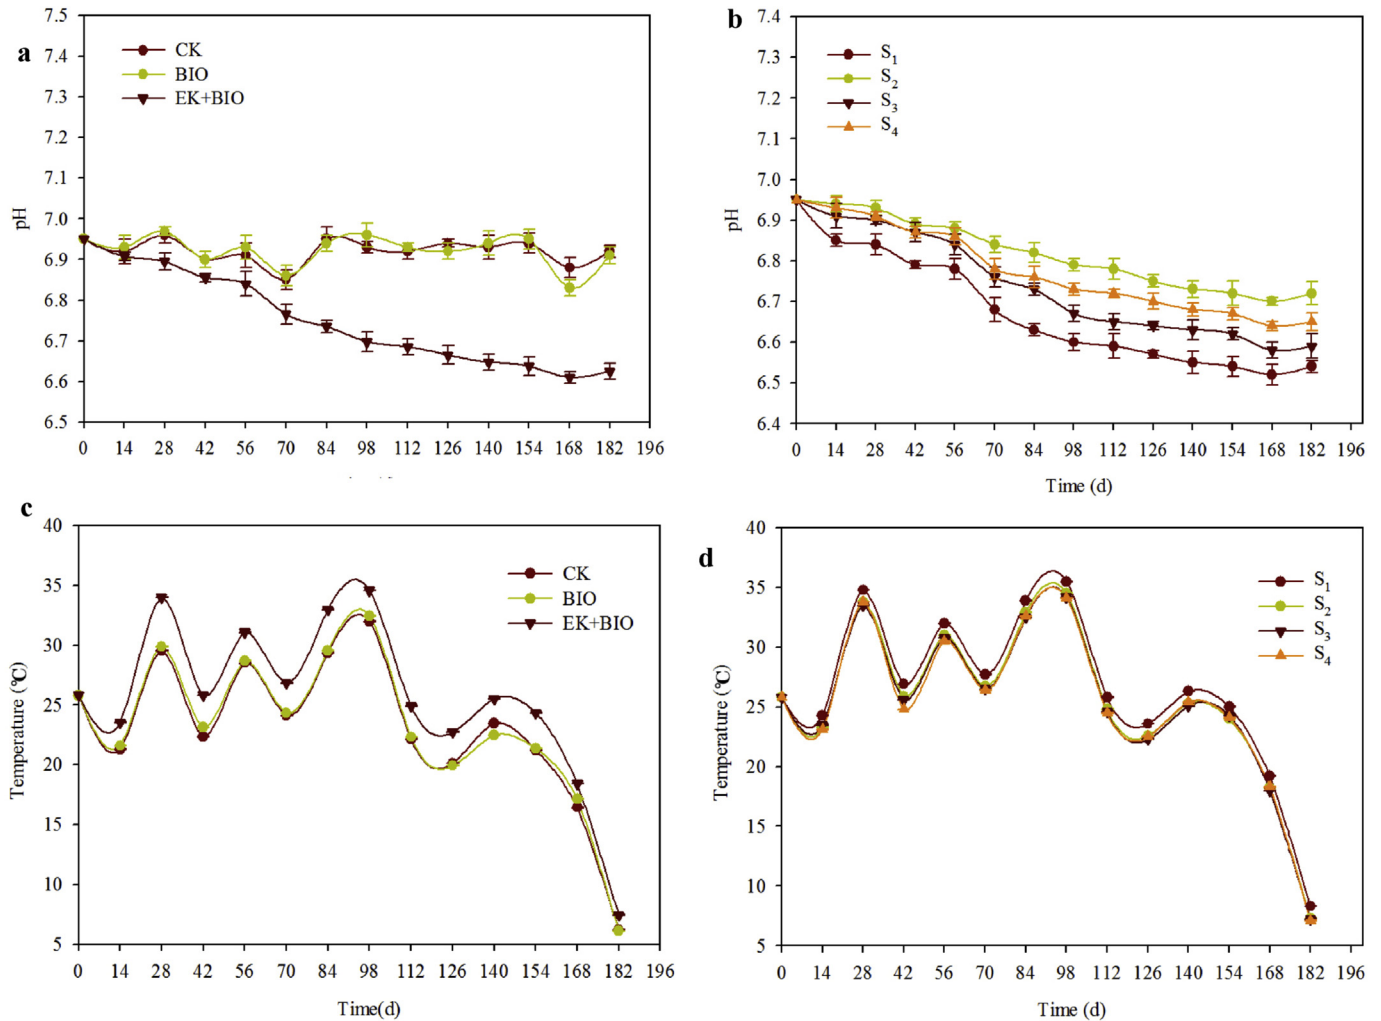 a
7.5
7.4
7.3
7.2
7.1
7.0
6.9
6.8
6.7
6.6
6.5
pH
CK
BIO
EK+BIO
0 14 28 42 56 70 84 98 112 126 140 154 168 182 196
b
7.4
7.3
7.2
7.1
7.0
6.9
6.8
6.7
6.6
6.5
6.4
pH
S1
S2
S3
S4
0 14 28 42 56 70 84 98 112 126 140 154 168 182 196
Time (d)
c
40
35
30
25
20
15
10
5
Temperature (℃)
CK
BIO
EK+BIO
0 14 28 42 56 70 84 98 112 126 140 154 168 182 196
Time(d)
d
40
35
30
25
20
15
10
5
Temperature (℃)
S1
S2
S3
S4
0 14 28 42 56 70 84 98 112 126 140 154 168 182 196
Time (d)